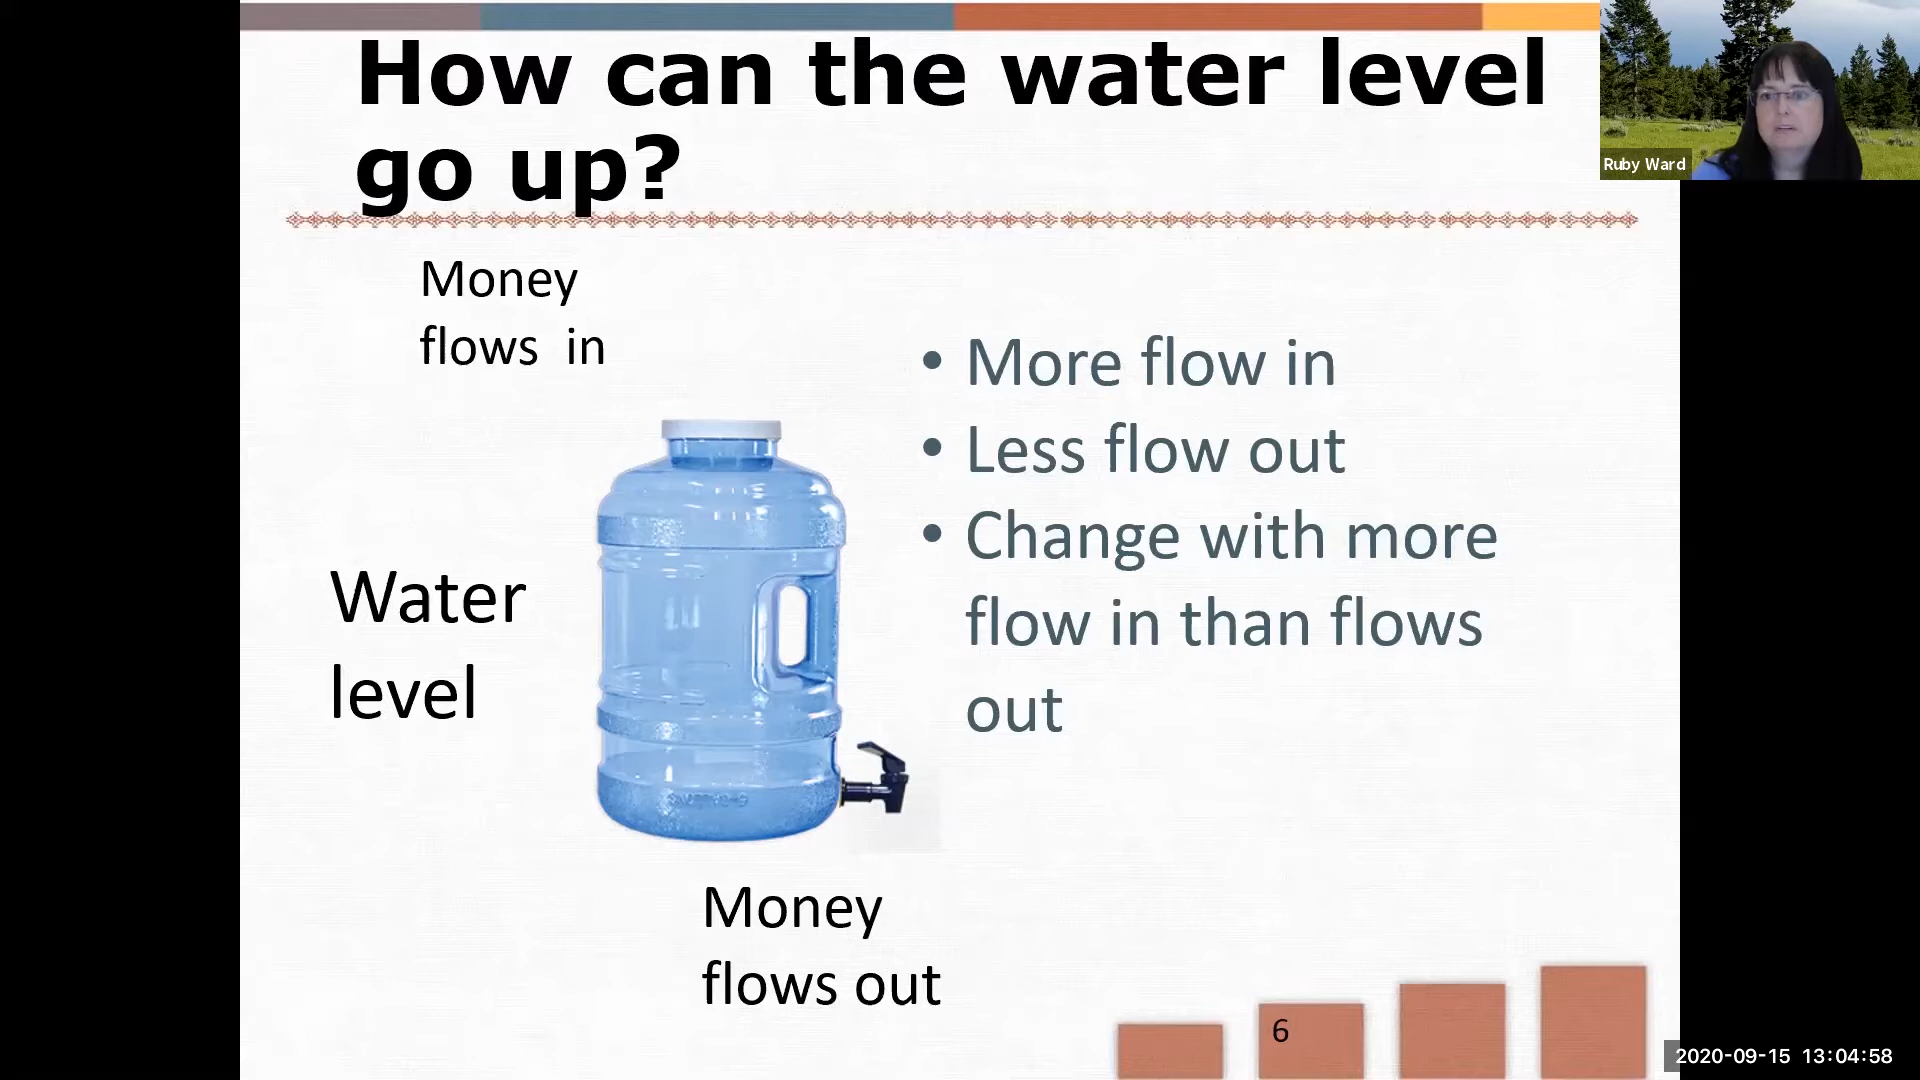 How can the water level
go up?
Ruby Ward
Money
flows in
• More flow in
• Less flow out
• Change with more
flow in than flows
out
Water
level
Money
flows out
6
2020-09-15 13:04:58